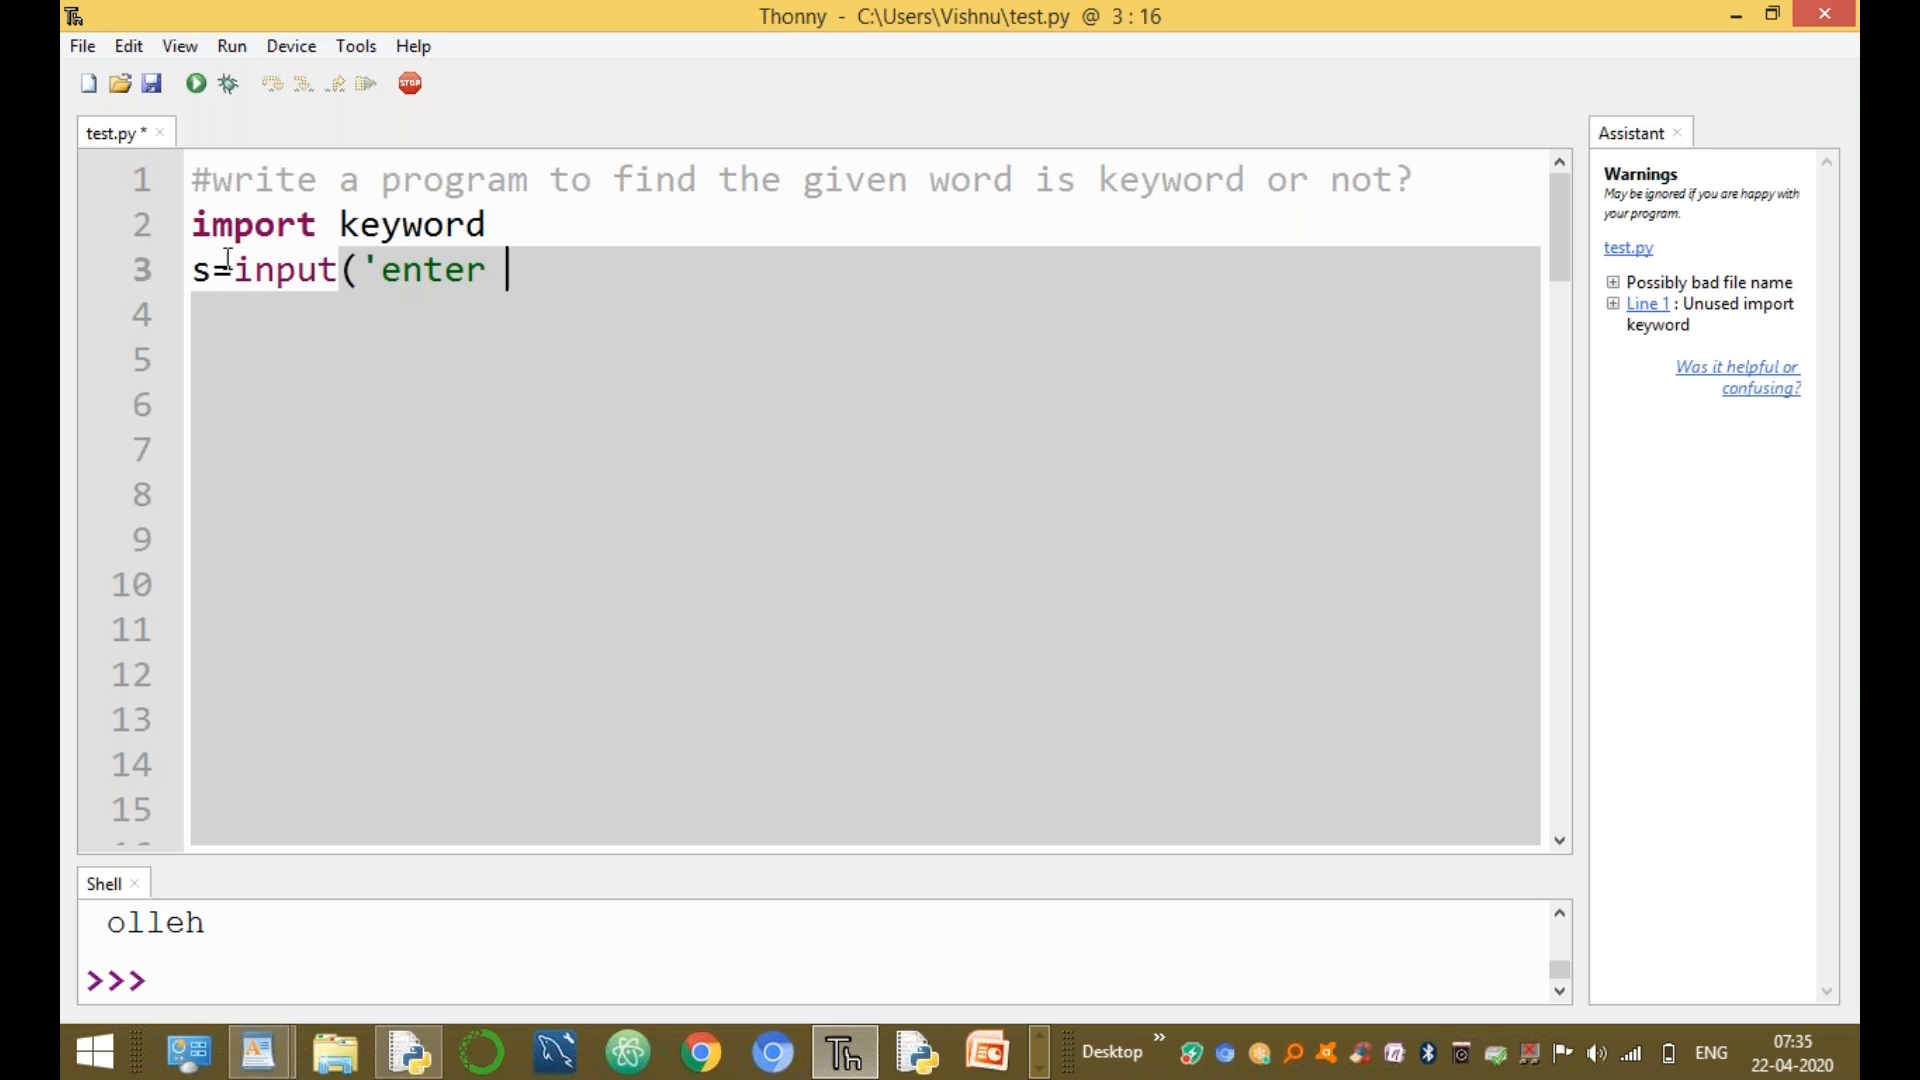 Thonny - C:\Users\Vishnu\test.py @ 3 : 16
File Edit View Run Device Tools Help
STOP
test.py *
Assistant
1 #write a program to find the given word is keyword or not?
2 import keyword
3 s=input('enter
4
5
6
7
8
9
10
11
12
13
14
15
Warnings
May be ignored if you are happy with
your program.
test.py
Possibly bad file name
Line 1 : Unused import
keyword
Was it helpful or
confusing?
Shell
olleh
>>>
Th
Desktop
»
ENG
07:35
22-04-2020